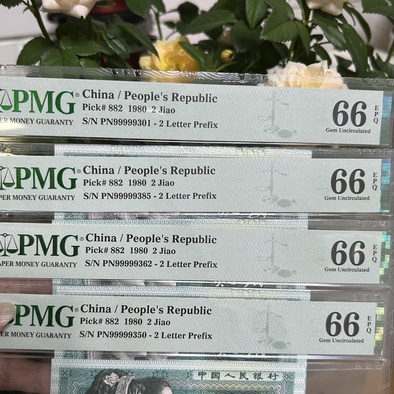 PMG® China / People's Republic
Pick# 882 1980 2 Jiao
PAPER MONEY GUARANTY
S/N PN99999301 - 2 Letter Prefix
66 EPQ
Gem Uncirculated
PMG® China / People's Republic
Pick# 882 1980 2 Jiao
PAPER MONEY GUARANTY
S/N PN99999385 - 2 Letter Prefix
66 EPQ
Gem Uncirculated
PMG® China / People's Republic
Pick# 882 1980 2 Jiao
PAPER MONEY GUARANTY
S/N PN99999362 - 2 Letter Prefix
66 EPQ
Gem Uncirculated
PMG® China / People's Republic
Pick# 882 1980 2 Jiao
PER MONEY GUARANTY
S/N PN99999350 - 2 Letter Prefix
66 EPQ
Gem Uncirculated
中国人民银行